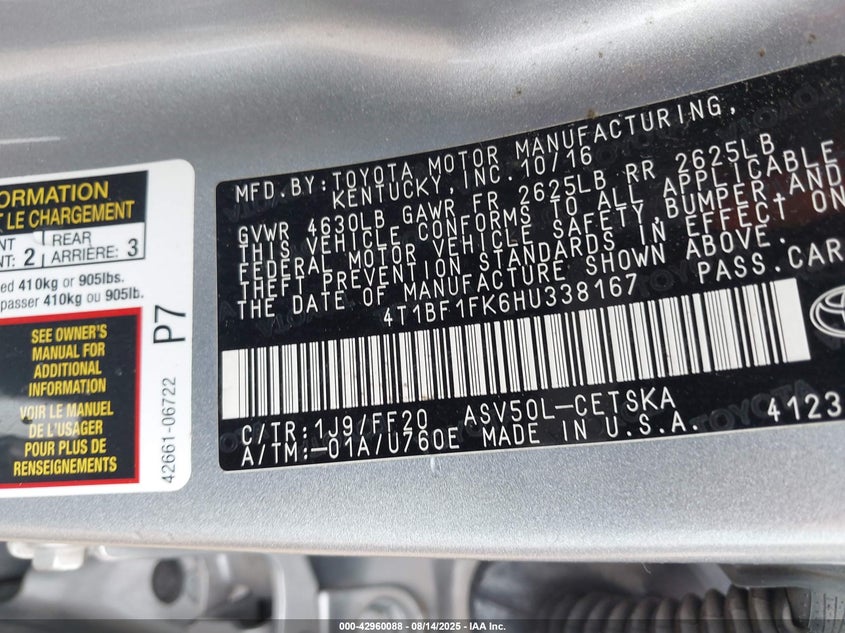 ORMATION
T LE CHARGEMENT
NT 2 REAR 3
NT: ARRIÈRE:
ed 410kg or 905lbs.
passer 410kg ou 905lb.
SEE OWNER'S
MANUAL FOR
ADDITIONAL
INFORMATION
VOIR LE MANUEL
DE L'USAGER
POUR PLUS DE
RENSEIGNEMENTS
42661-06722
P7
MFD.BY:TOYOTA MOTOR MANUFACTURING,
KENTUCKY,INC.10/16
GVWR 4630LB GAWR FR 2625LB RR 2625LB
THIS VEHICLE CONFORMS TO ALL APPLICABLE
FEDERAL MOTOR VEHICLE SAFETY,BUMPER,AND
THEFT PREVENTION STANDARDS IN EFFECT ON
THE DATE OF MANUFACTURE SHOWN ABOVE.
4T1BF1FK6HU338167 PASS.CAR
C/TR:1J9/FF20 ASV50L-CETSKA
A/TM:-01A/U760E MADE IN U.S.A. 4123
000-42960088 - 08/14/2025 - IAA Inc.